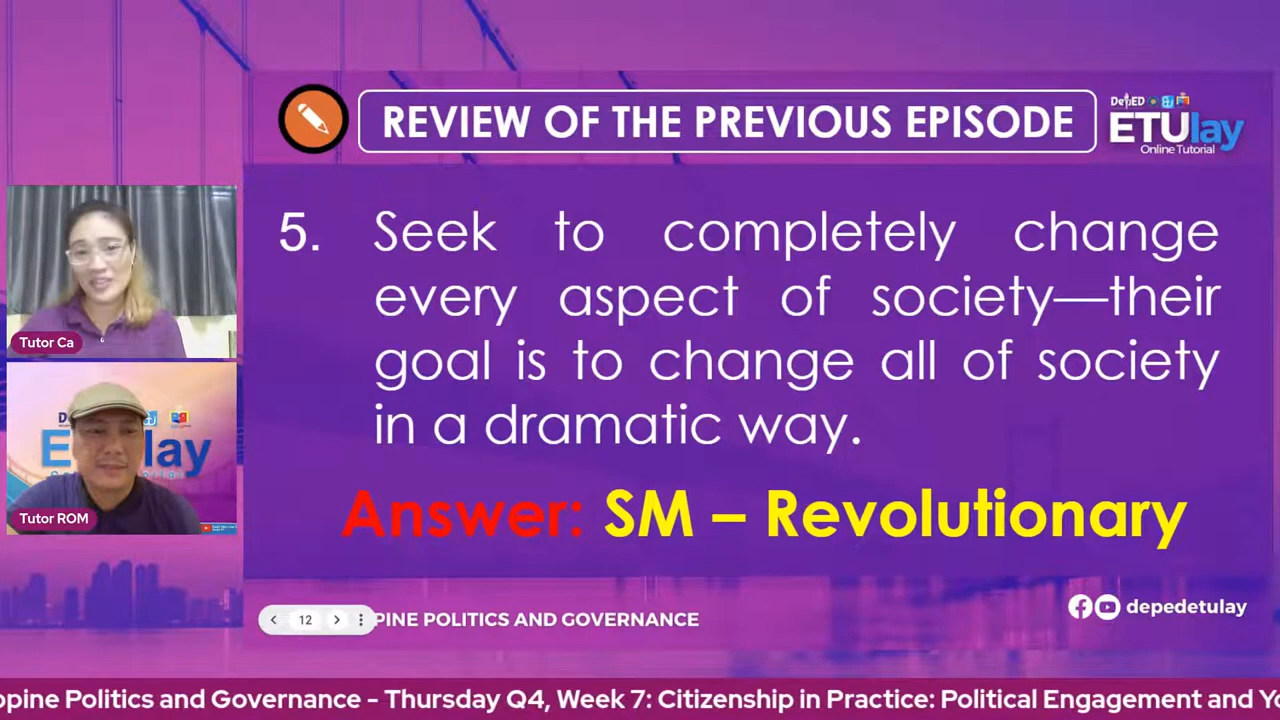 REVIEW OF THE PREVIOUS EPISODE
DepED
ETUlay
Online Tutorial
5. Seek to completely change
every aspect of society—their
goal is to change all of society
in a dramatic way.
Answer: SM – Revolutionary
Tutor Ca
Tutor ROM
12
PINE POLITICS AND GOVERNANCE
depedetulay
ppine Politics and Governance - Thursday Q4, Week 7: Citizenship in Practice: Political Engagement and Yo